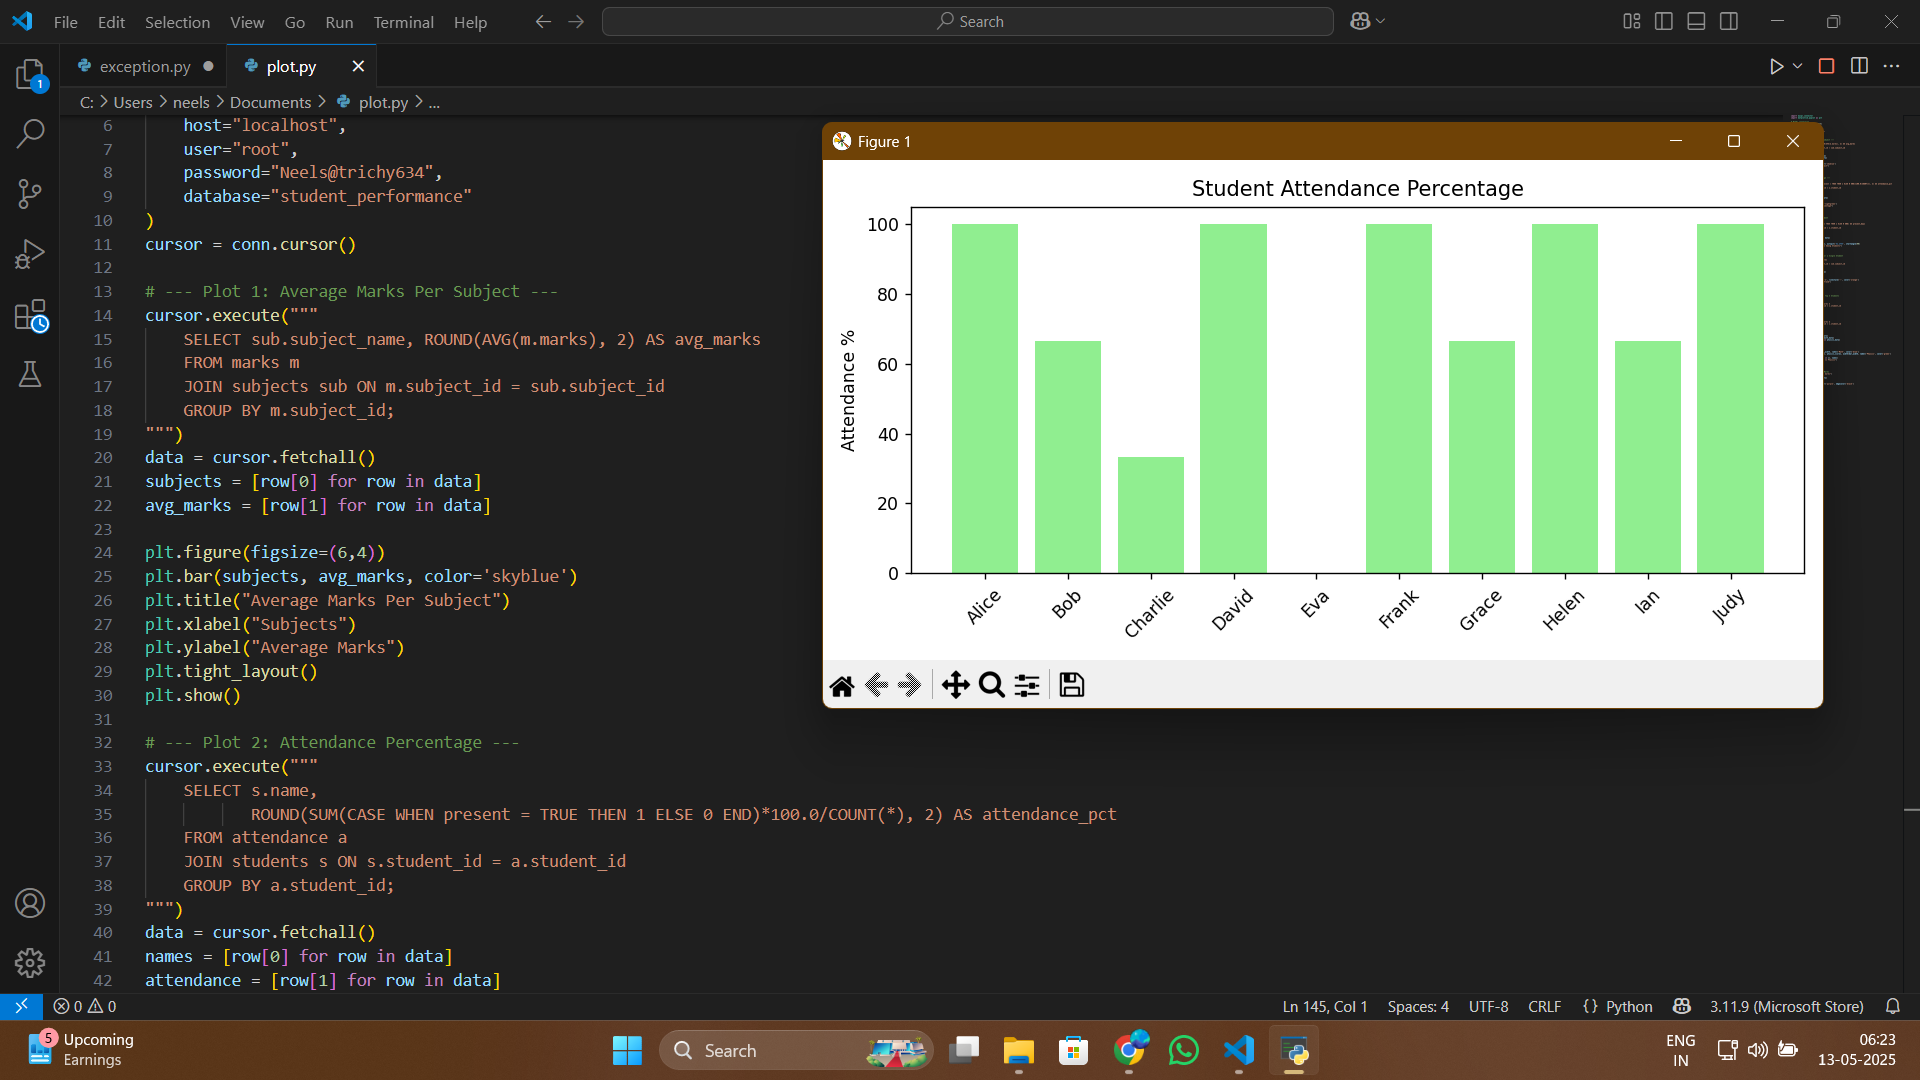 File Edit Selection View Go Run Terminal Help
Search
exception.py
plot.py
C: > Users > neels > Documents > plot.py > ...
1
6 host="localhost",
7 user="root",
8 password="Neels@trichy634",
9 database="student_performance"
10 )
11 cursor = conn.cursor()
12
13 # --- Plot 1: Average Marks Per Subject ---
14 cursor.execute("""
15 SELECT sub.subject_name, ROUND(AVG(m.marks), 2) AS avg_marks
16 FROM marks m
17 JOIN subjects sub ON m.subject_id = sub.subject_id
18 GROUP BY m.subject_id;
19 """)
20 data = cursor.fetchall()
21 subjects = [row[0] for row in data]
22 avg_marks = [row[1] for row in data]
23
24 plt.figure(figsize=(6,4))
25 plt.bar(subjects, avg_marks, color='skyblue')
26 plt.title("Average Marks Per Subject")
27 plt.xlabel("Subjects")
28 plt.ylabel("Average Marks")
29 plt.tight_layout()
30 plt.show()
31
32 # --- Plot 2: Attendance Percentage ---
33 cursor.execute("""
34 SELECT s.name,
35 ROUND(SUM(CASE WHEN present = TRUE THEN 1 ELSE 0 END)*100.0/COUNT(*), 2) AS attendance_pct
36 FROM attendance a
37 JOIN students s ON s.student_id = a.student_id
38 GROUP BY a.student_id;
39 """)
40 data = cursor.fetchall()
41 names = [row[0] for row in data]
42 attendance = [row[1] for row in data]
Figure 1
Student Attendance Percentage
Attendance %
100
80
60
40
20
0
Alice Bob Charlie David Eva Frank Grace Helen Ian Judy
0 0
Ln 145, Col 1 Spaces: 4 UTF-8 CRLF {} Python 3.11.9 (Microsoft Store)
5
Upcoming
Earnings
Search
ENG
IN
06:23
13-05-2025